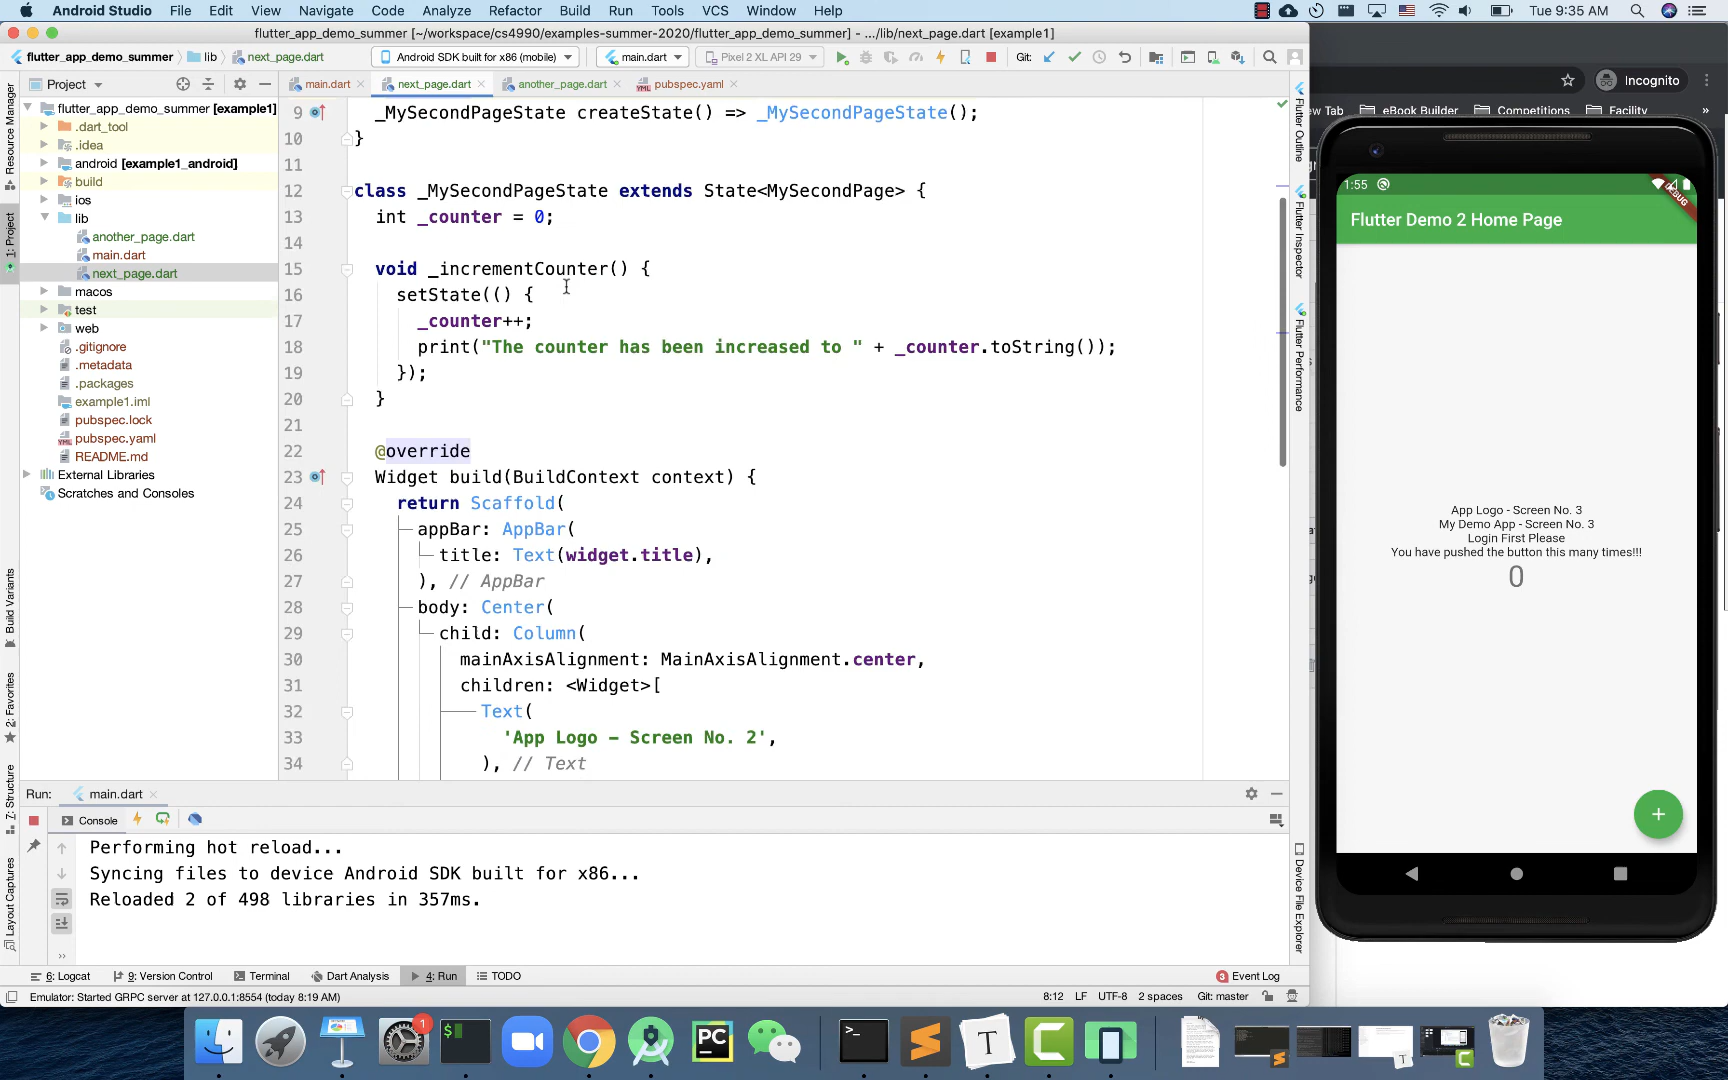 Android Studio File Edit View Navigate Code Analyze Refactor Build Run Tools VCS Window Help Tue 9:35 AM
flutter_app_demo_summer [~/workspace/cs4990/examples-summer-2020/flutter_app_demo_summer] - .../lib/next_page.dart [example1]
flutter_app_demo_summer lib next_page.dart Android SDK built for x86 (mobile) main.dart Pixel 2 XL API 29 Git:
Incognito
Project main.dart next_page.dart another_page.dart pubspec.yaml
New Tab eBook Builder Competitions Facility »
flutter_app_demo_summer [example1]
.dart_tool
.idea
android [example1_android]
build
ios
lib
another_page.dart
main.dart
next_page.dart
macos
test
web
.gitignore
.metadata
.packages
example1.iml
pubspec.lock
pubspec.yaml
README.md
External Libraries
Scratches and Consoles
Resource Manager
1: Project
Build Variants
2: Favorites
7: Structure
Layout Captures
9 _MySecondPageState createState() => _MySecondPageState();
10 }
11
12 class _MySecondPageState extends State<MySecondPage> {
13 int _counter = 0;
14
15 void _incrementCounter() {
16 setState(() {
17 _counter++;
18 print("The counter has been increased to " + _counter.toString());
19 });
20 }
21
22 @override
23 Widget build(BuildContext context) {
24 return Scaffold(
25 appBar: AppBar(
26 title: Text(widget.title),
27 ), // AppBar
28 body: Center(
29 child: Column(
30 mainAxisAlignment: MainAxisAlignment.center,
31 children: <Widget>[
32 Text(
33 'App Logo - Screen No. 2',
34 ), // Text
Flutter Outline
Flutter Inspector
Flutter Performance
Device File Explorer
1:55
DEBUG
Flutter Demo 2 Home Page
App Logo - Screen No. 3
My Demo App - Screen No. 3
Login First Please
You have pushed the button this many times!!!
0
+
Run: main.dart
Console
Performing hot reload...
Syncing files to device Android SDK built for x86...
Reloaded 2 of 498 libraries in 357ms.
»
6: Logcat 9: Version Control Terminal Dart Analysis 4: Run TODO 3 Event Log
Emulator: Started GRPC server at 127.0.0.1:8554 (today 8:19 AM) 8:12 LF UTF-8 2 spaces Git: master
1
$
PC
>_
T